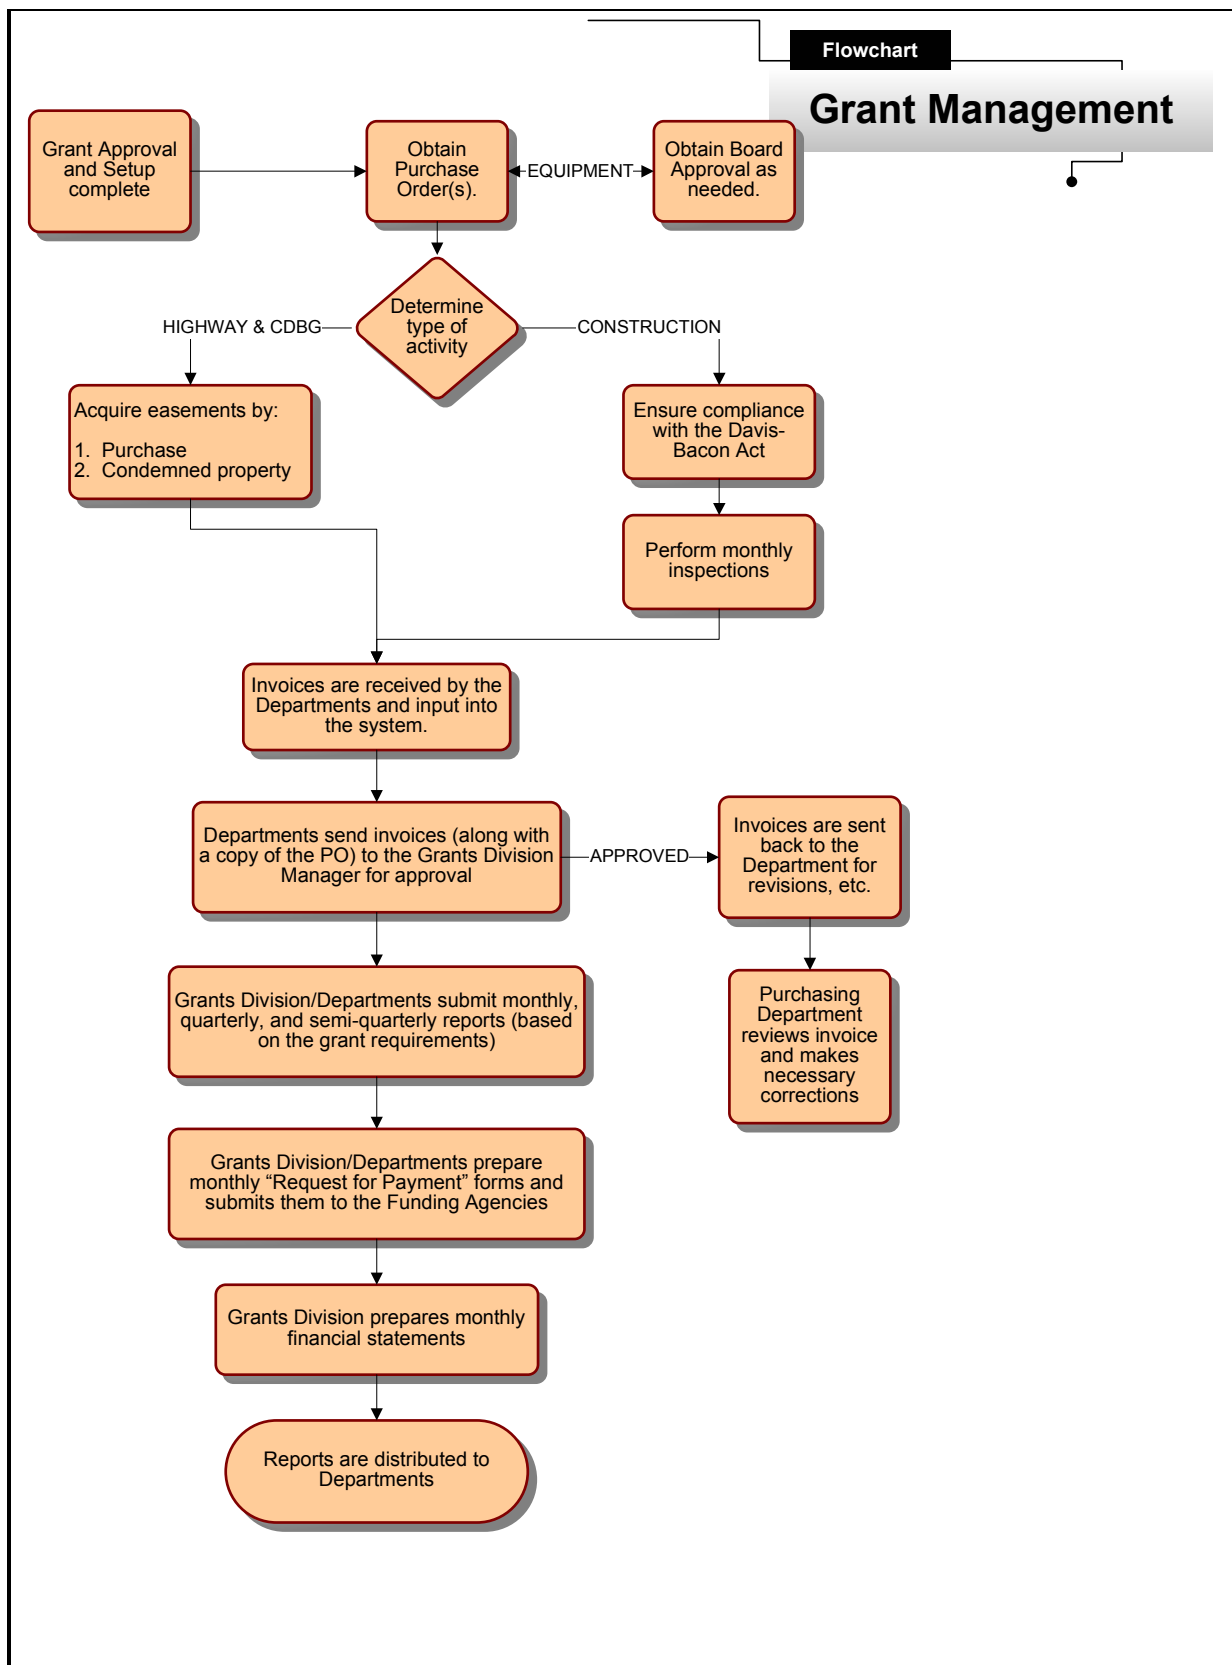 Flowchart
Grant Management
Grant Approval
and Setup
complete
Obtain
Purchase
Order(s).
EQUIPMENT
Obtain Board
Approval as
needed.
Determine
type of
activity
HIGHWAY & CDBG
CONSTRUCTION
Acquire easements by:
1. Purchase
2. Condemned property
Ensure compliance
with the Davis-
Bacon Act
Perform monthly
inspections
Invoices are received by the
Departments and input into
the system.
Departments send invoices (along with
a copy of the PO) to the Grants Division
Manager for approval
APPROVED
Invoices are sent
back to the
Department for
revisions, etc.
Purchasing
Department
reviews invoice
and makes
necessary
corrections
Grants Division/Departments submit monthly,
quarterly, and semi-quarterly reports (based
on the grant requirements)
Grants Division/Departments prepare
monthly “Request for Payment” forms and
submits them to the Funding Agencies
Grants Division prepares monthly
financial statements
Reports are distributed to
Departments